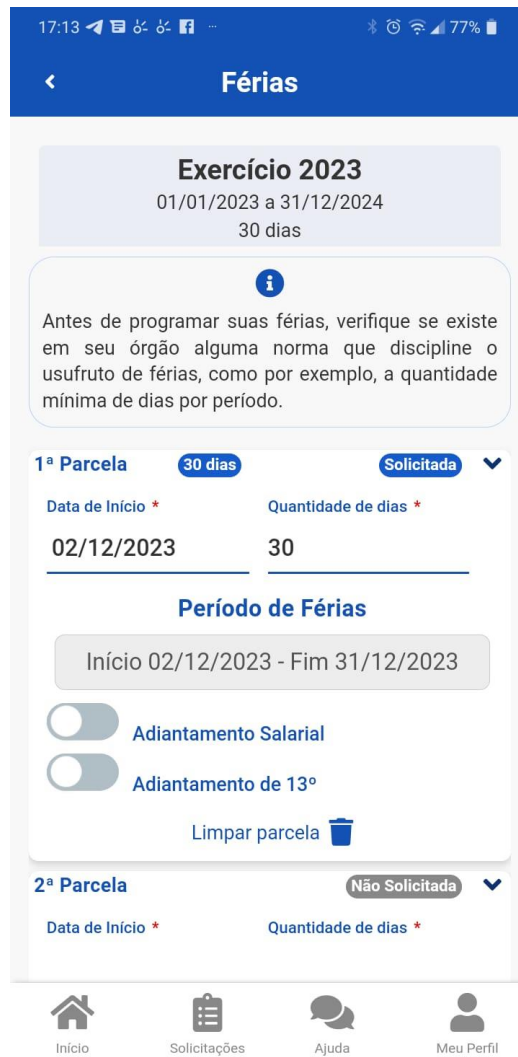 17:13
77%
Férias
Exercício 2023
01/01/2023 a 31/12/2024
30 dias
Antes de programar suas férias, verifique se existe
em seu órgão alguma norma que discipline o
usufruto de férias, como por exemplo, a quantidade
mínima de dias por período.
1ª Parcela 30 dias Solicitada
Data de Início * Quantidade de dias *
02/12/2023 30
Período de Férias
Início 02/12/2023 - Fim 31/12/2023
Adiantamento Salarial
Adiantamento de 13º
Limpar parcela
2ª Parcela Não Solicitada
Data de Início * Quantidade de dias *
Início Solicitações Ajuda Meu Perfil